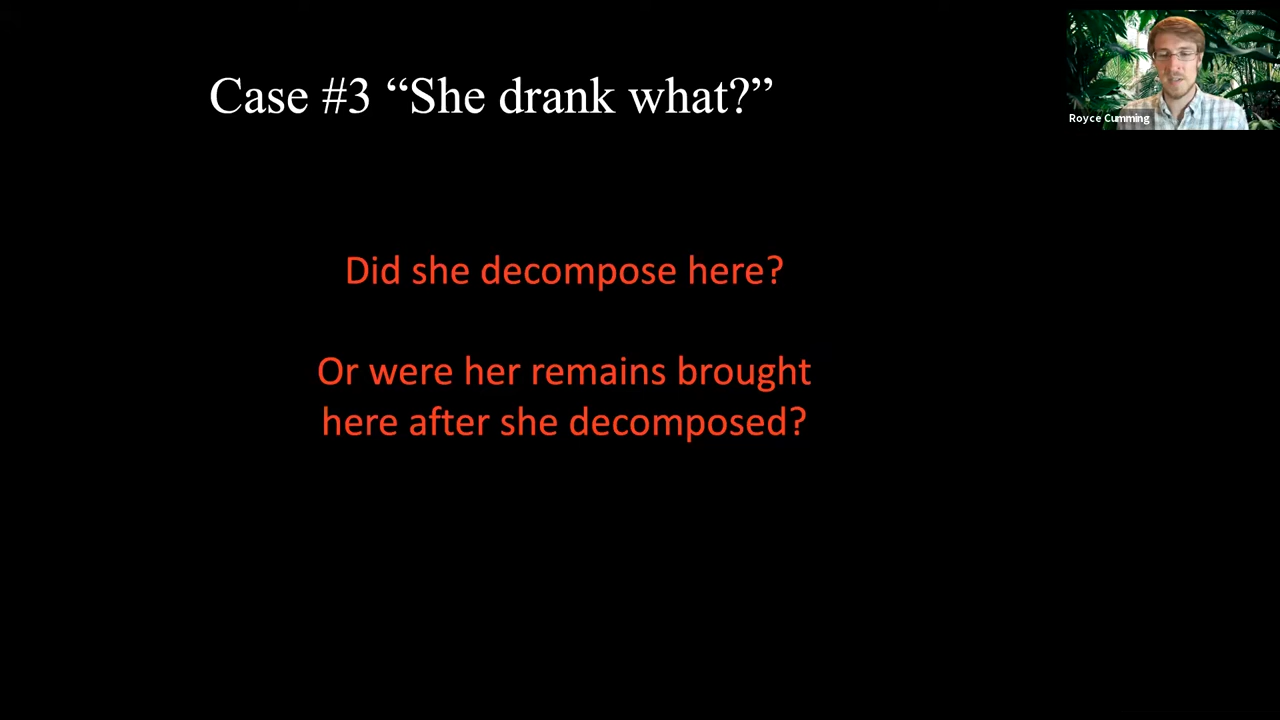 Case #3 “She drank what?”
Royce Cumming
Did she decompose here?
Or were her remains brought
here after she decomposed?